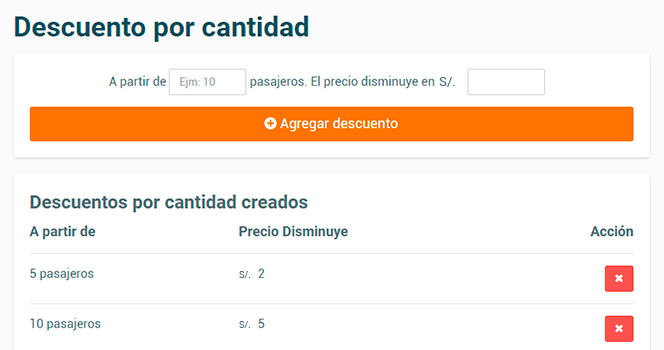 Descuento por cantidad
A partir de Ejm: 10 pasajeros. El precio disminuye en S/.
Agregar descuento
Descuentos por cantidad creados
A partir de Precio Disminuye Acción
5 pasajeros S/. 2
10 pasajeros S/. 5